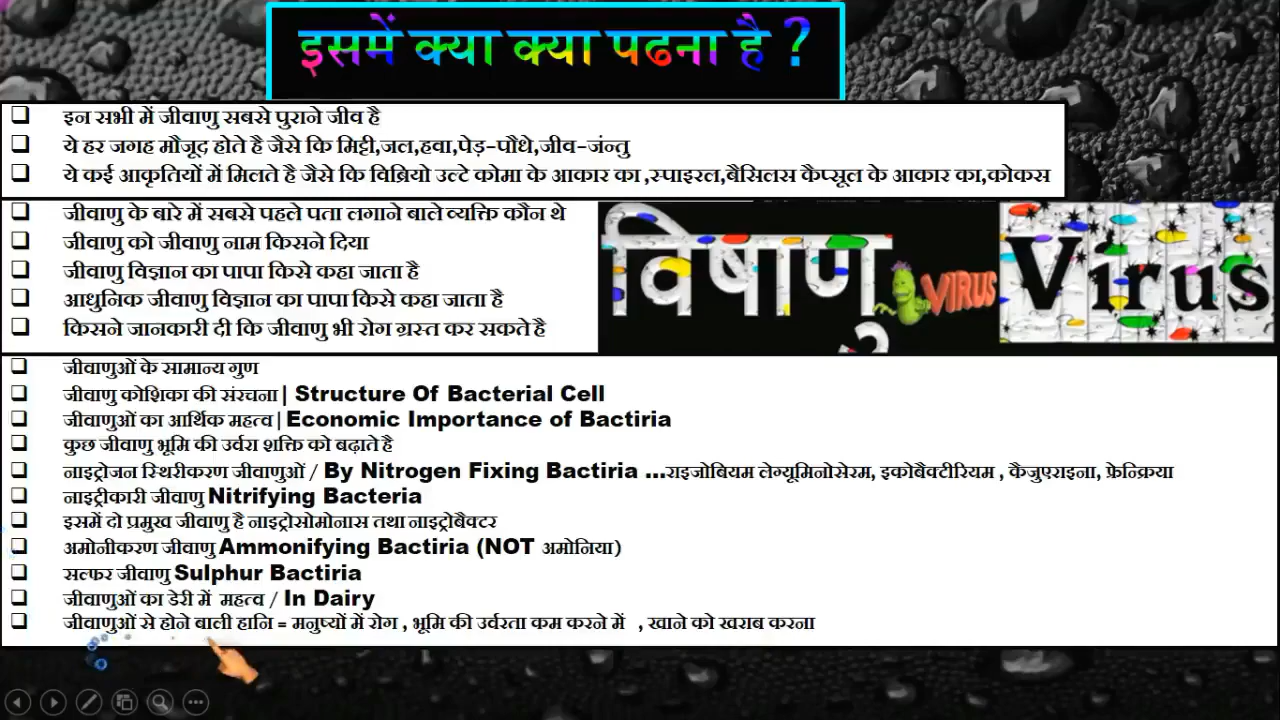 इसमें क्या क्या पढना है ?
इन सभी में जीवाणु सबसे पुराने जीव है
ये हर जगह मौजूद होते है जैसे कि मिट्टी,जल,हवा,पेड़-पौधे,जीव-जंन्तु
ये कई आकृतियों में मिलते है जैसे कि विब्रियो उल्टे कोमा के आकार का ,स्पाइरल,बैसिलस कैप्सूल के आकार का,कोकस
जीवाणु के बारे में सबसे पहले पता लगाने बाले व्यक्ति कौन थे
जीवाणु को जीवाणु नाम किसने दिया
जीवाणु विज्ञान का पापा किसे कहा जाता है
आधुनिक जीवाणु विज्ञान का पापा किसे कहा जाता है
किसने जानकारी दी कि जीवाणु भी रोग ग्रस्त कर सकते है
विषाणु
VIRUS
Virus
जीवाणुओं के सामान्य गुण
जीवाणु कोशिका की संरचना | Structure Of Bacterial Cell
जीवाणुओं का आर्थिक महत्व | Economic Importance of Bactiria
कुछ जीवाणु भूमि की उर्वरा शक्ति को बढ़ाते है
नाइट्रोजन स्थिरीकरण जीवाणुओं / By Nitrogen Fixing Bactiria ...राइजोबियम लेग्यूमिनोसेरम, इकोबैक्टीरियम , कैजुएराइना, फ्रेन्क्रिया
नाइट्रीकारी जीवाणु Nitrifying Bacteria
इसमें दो प्रमुख जीवाणु है नाइट्रोसोमोनास तथा नाइट्रोबैक्टर
अमोनीकरण जीवाणु Ammonifying Bactiria (NOT अमोनिया)
सल्फर जीवाणु Sulphur Bactiria
जीवाणुओं का डेरी में महत्व / In Dairy
जीवाणुओं से होने बाली हानि = मनुष्यों में रोग , भूमि की उर्वरता कम करने में , खाने को खराब करना